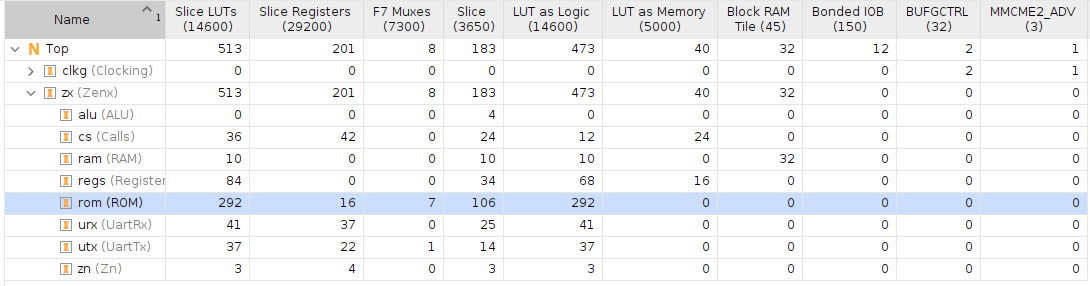 Name 1 Slice LUTs (14600) Slice Registers (29200) F7 Muxes (7300) Slice (3650) LUT as Logic (14600) LUT as Memory (5000) Block RAM Tile (45) Bonded IOB (150) BUFGCTRL (32) MMCME2_ADV (3)
N Top 513 201 8 183 473 40 32 12 2 1
clkg (Clocking) 0 0 0 0 0 0 0 0 2 1
zx (Zenx) 513 201 8 183 473 40 32 0 0 0
alu (ALU) 0 0 0 4 0 0 0 0 0 0
cs (Calls) 36 42 0 24 12 24 0 0 0 0
ram (RAM) 10 0 0 10 10 0 32 0 0 0
regs (Register 84 0 0 34 68 16 0 0 0 0
rom (ROM) 292 16 7 106 292 0 0 0 0 0
urx (UartRx) 41 37 0 25 41 0 0 0 0 0
utx (UartTx) 37 22 1 14 37 0 0 0 0 0
zn (Zn) 3 4 0 3 3 0 0 0 0 0